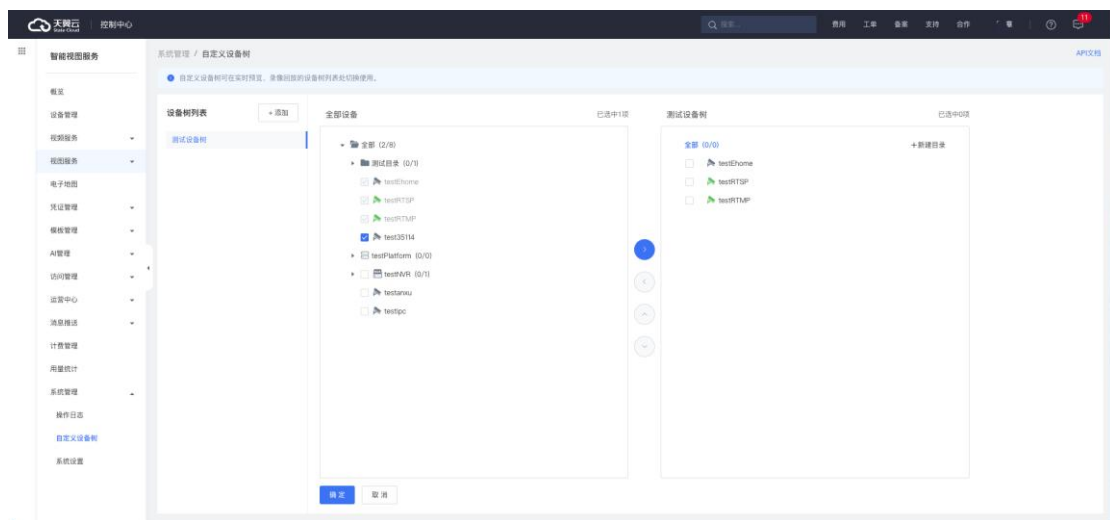 天翼云 State Cloud 控制中心 搜索... 费用 工单 备案 支持 合作 11
智能视图服务 系统管理 / 自定义设备树 API文档
自定义设备树可在实时预览、录像回放的设备树列表处切换使用。
概览
设备管理 设备树列表 +添加 全部设备 已选中1项 测试设备树 已选中0项
视频服务 测试设备树 全部 (2/8) 全部 (0/0) +新建目录
视图服务 测试目录 (0/1) testEhome
电子地图 testEhome testRTSP
凭证管理 testRTSP testRTMP
模板管理 testRTMP
AI管理 test35114
访问管理 testPlatform (0/0)
运营中心 testNVR (0/1)
消息推送 testanxu
计费管理 testipc
用量统计
系统管理
操作日志
自定义设备树
系统设置
确定 取消